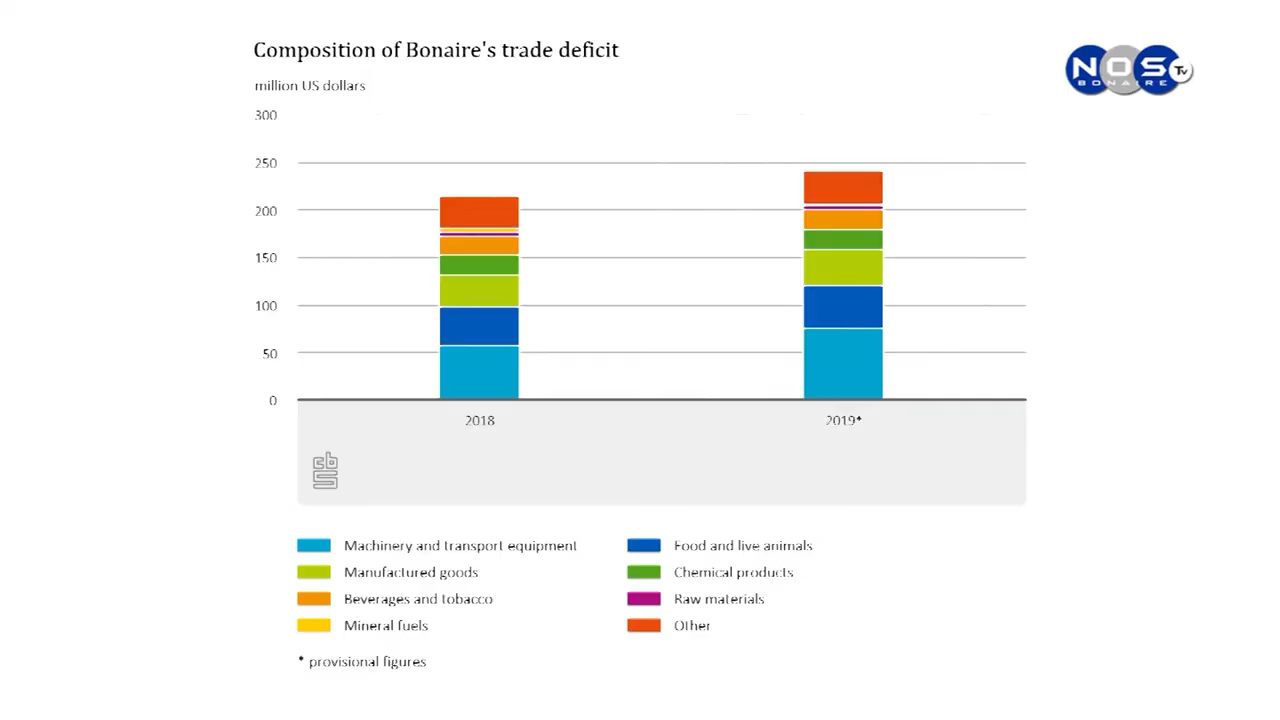 Composition of Bonaire's trade deficit
million US dollars
NOS TV
BONAIRE
300
250
200
150
100
50
0
2018
2019*
cbs
Machinery and transport equipment
Food and live animals
Manufactured goods
Chemical products
Beverages and tobacco
Raw materials
Mineral fuels
Other
* provisional figures